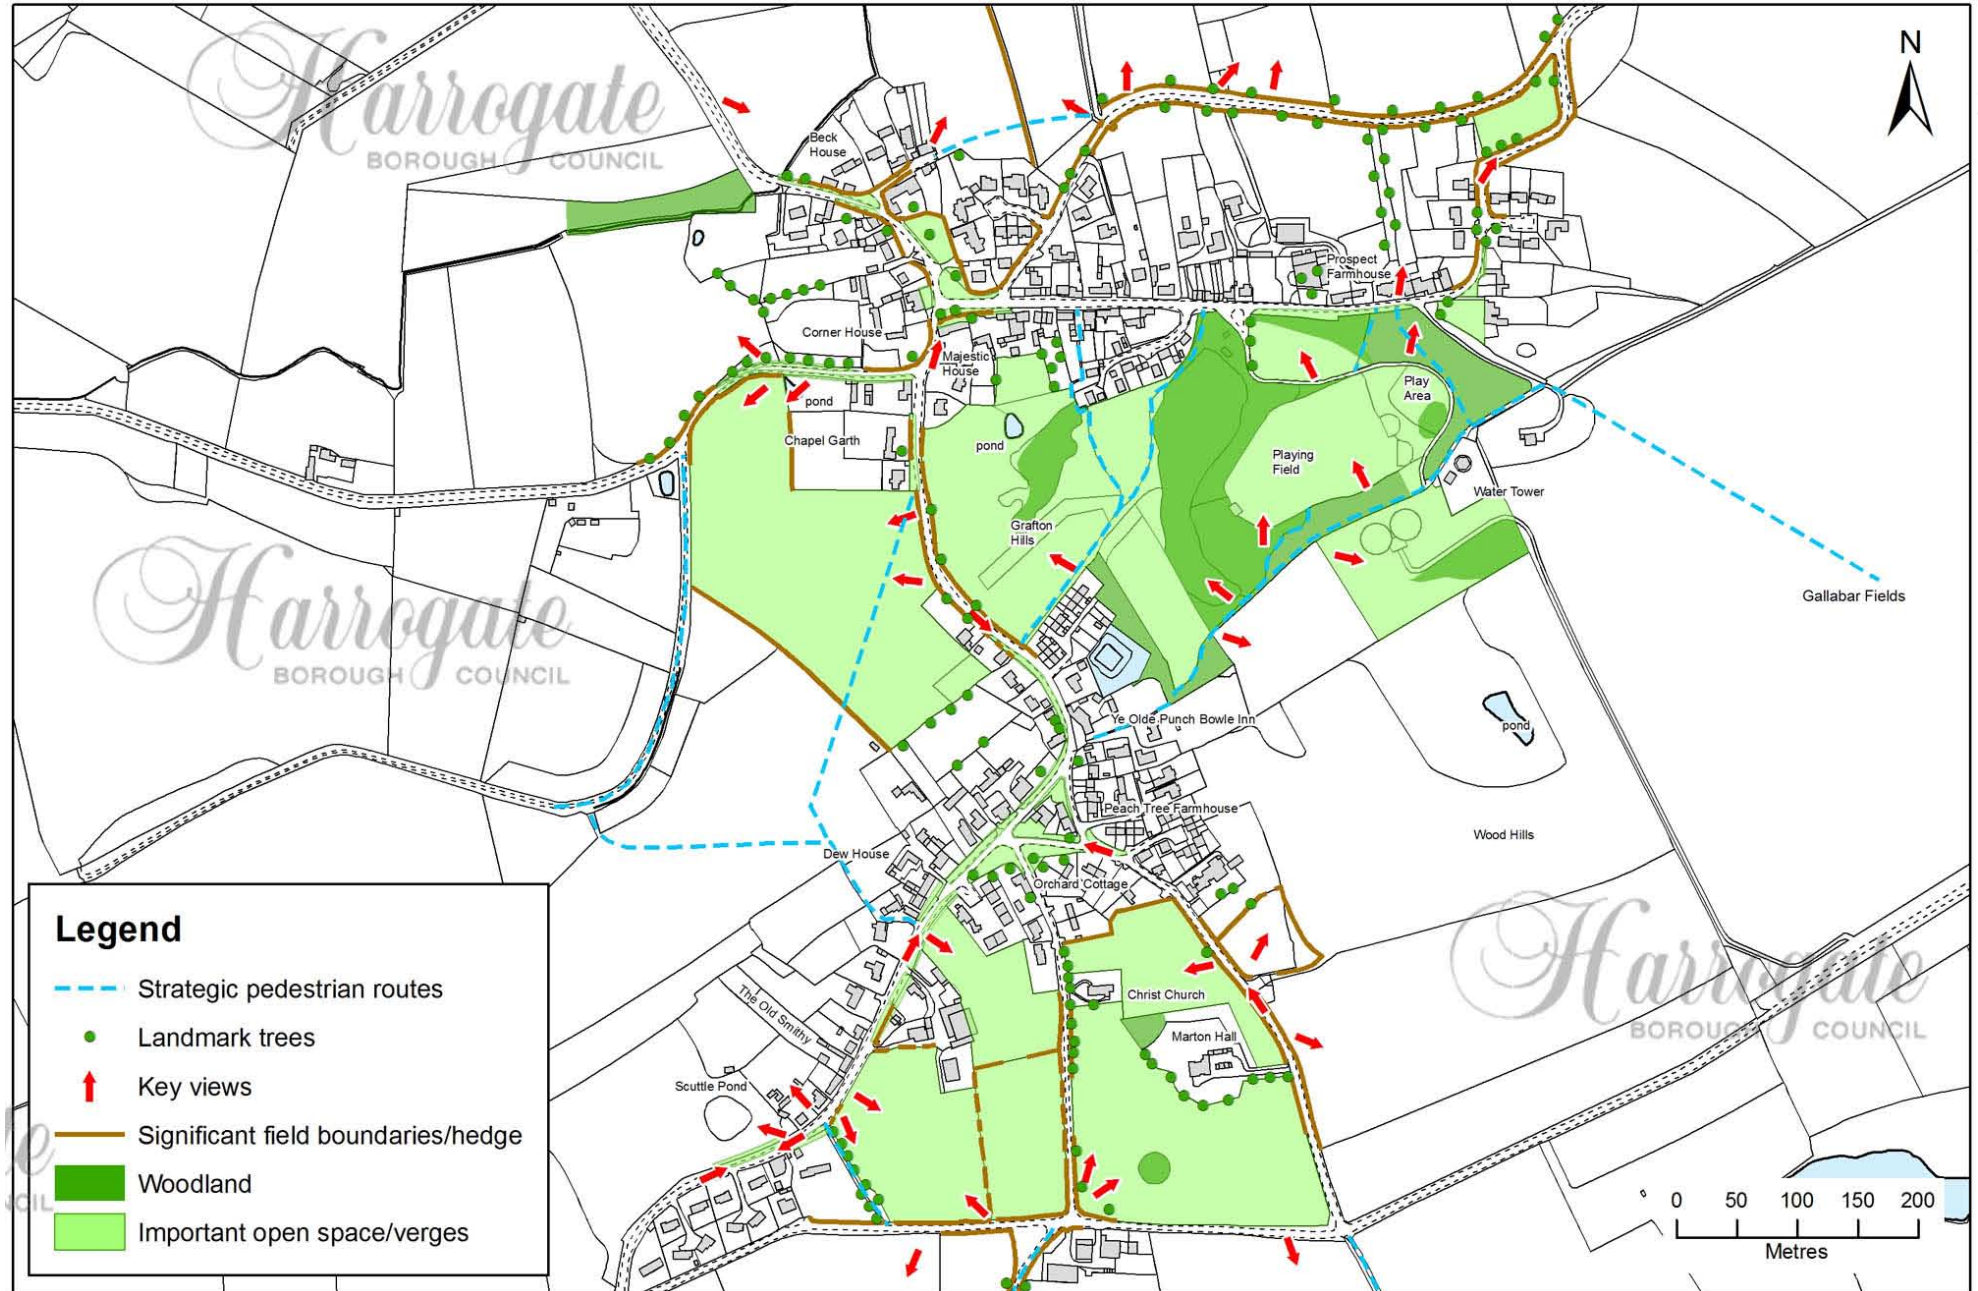 Harrogate
BOROUGH COUNCIL
N
Beck
House
Prospect
Farmhouse
Corner House
Majestic
House
pond
Chapel Garth
pond
Play
Area
Playing
Field
Water Tower
Grafton
Hills
Gallabar Fields
Harrogate
BOROUGH COUNCIL
Ye Olde Punch Bowle Inn
pond
Peach Tree Farmhouse
Wood Hills
Dew House
Orchard Cottage
Harrogate
BOROUGH COUNCIL
Christ Church
The Old Smithy
Marton Hall
Scuttle Pond
Legend
Strategic pedestrian routes
Landmark trees
Key views
Significant field boundaries/hedge
Woodland
Important open space/verges
0 50 100 150 200
Metres